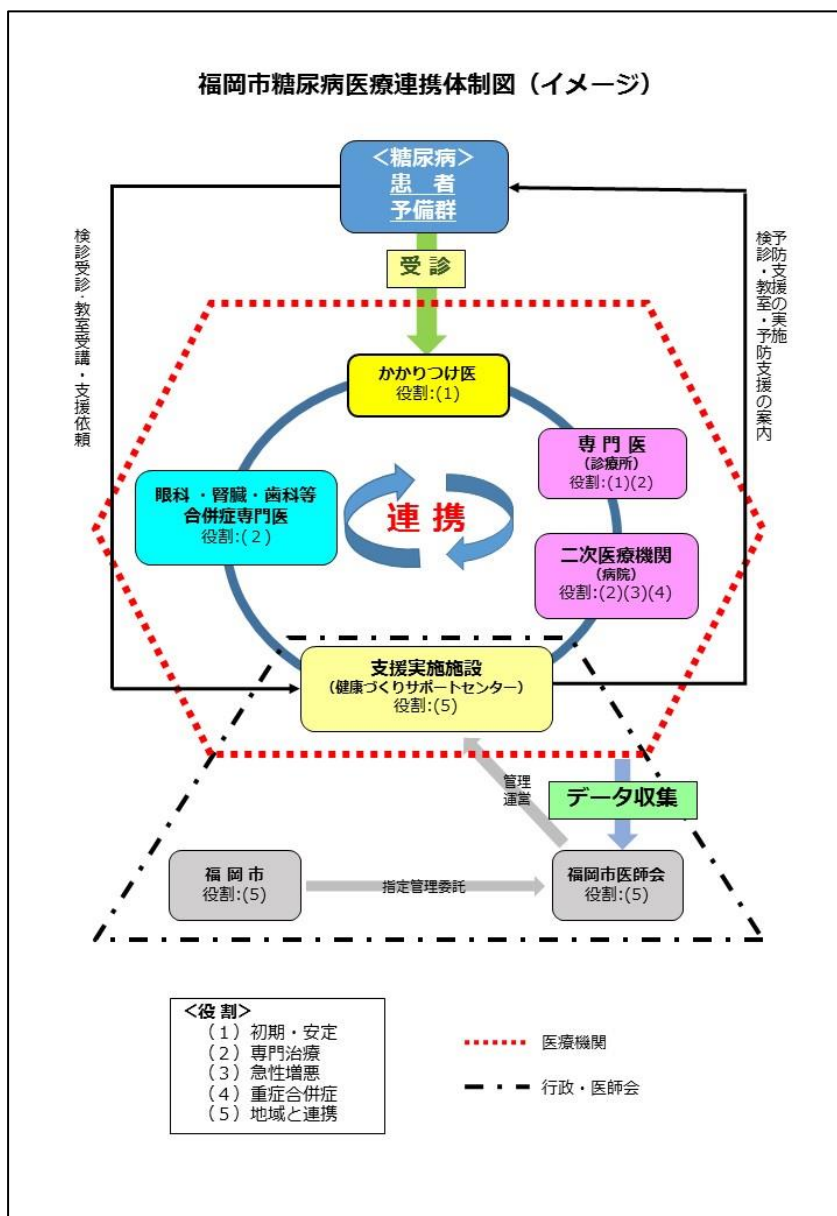 福岡市糖尿病医療連携体制図（イメージ）
＜糖尿病＞
患　者
予備群
受 診
検診受診・教室受講・支援依頼
予防支援の実施
検診・教室・予防支援の案内
かかりつけ医
役割:(1)
専 門 医
（診療所）
役割:(1)(2)
眼科 ・腎臓・歯科等
合併症専門医
役割:(２)
連 携
二次医療機関
（病院）
役割:(2)(3)(4)
支援実施施設
（健康づくりサポートセンター）
役割:(5)
管理
運営
データ収集
福 岡 市
役割:(5)
指定管理委託
福岡市医師会
役割:(5)
＜役 割＞
（１）初期・安定
（２）専門治療
（３）急性増悪
（４）重症合併症
（５）地域と連携
医療機関
行政・医師会